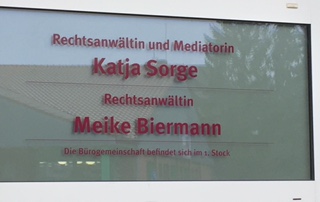 Rechtsanwältin und Mediatorin
Katja Sorge
Rechtsanwältin
Meike Biermann
Die Bürogemeinschaft befindet sich im 1. Stock